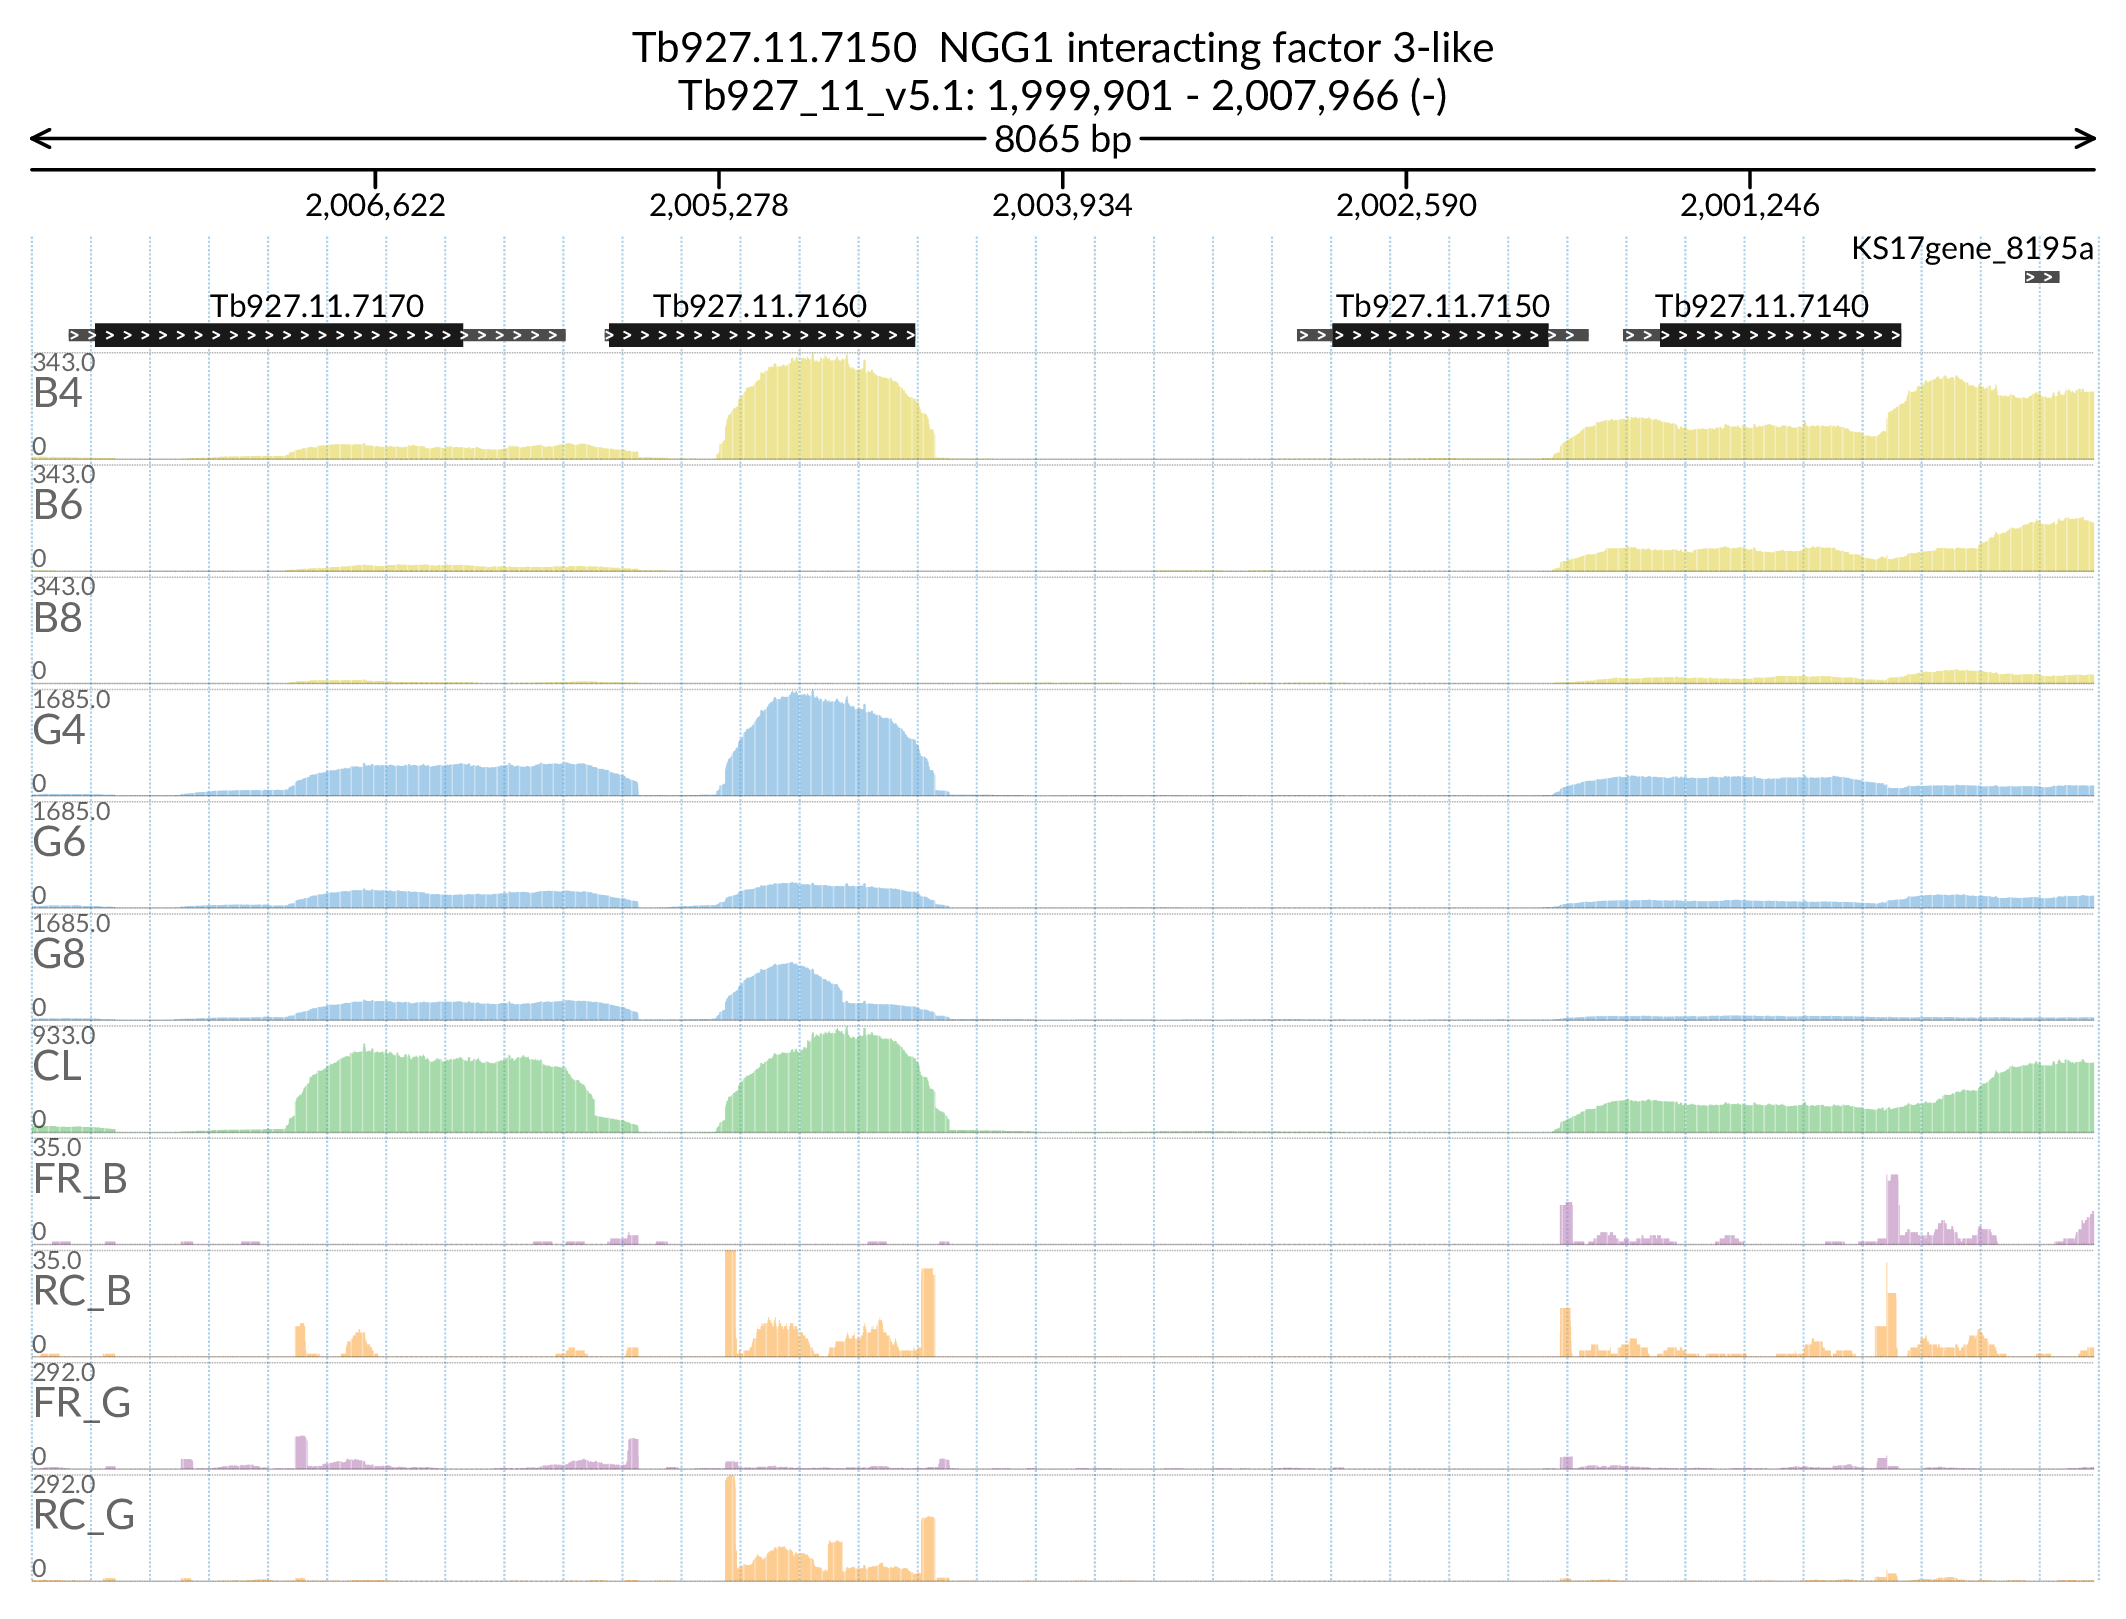 Tb927.11.7150 NGG1 interacting factor 3-like
Tb927_11_v5.1: 1,999,901 - 2,007,966 (-)
8065 bp
2,006,622 2,005,278 2,003,934 2,002,590 2,001,246
KS17gene_8195a
Tb927.11.7170 Tb927.11.7160 Tb927.11.7150 Tb927.11.7140
343.0
B4
0
343.0
B6
0
343.0
B8
0
1685.0
G4
0
1685.0
G6
0
1685.0
G8
0
933.0
CL
0
35.0
FR_B
0
35.0
RC_B
0
292.0
FR_G
0
292.0
RC_G
0